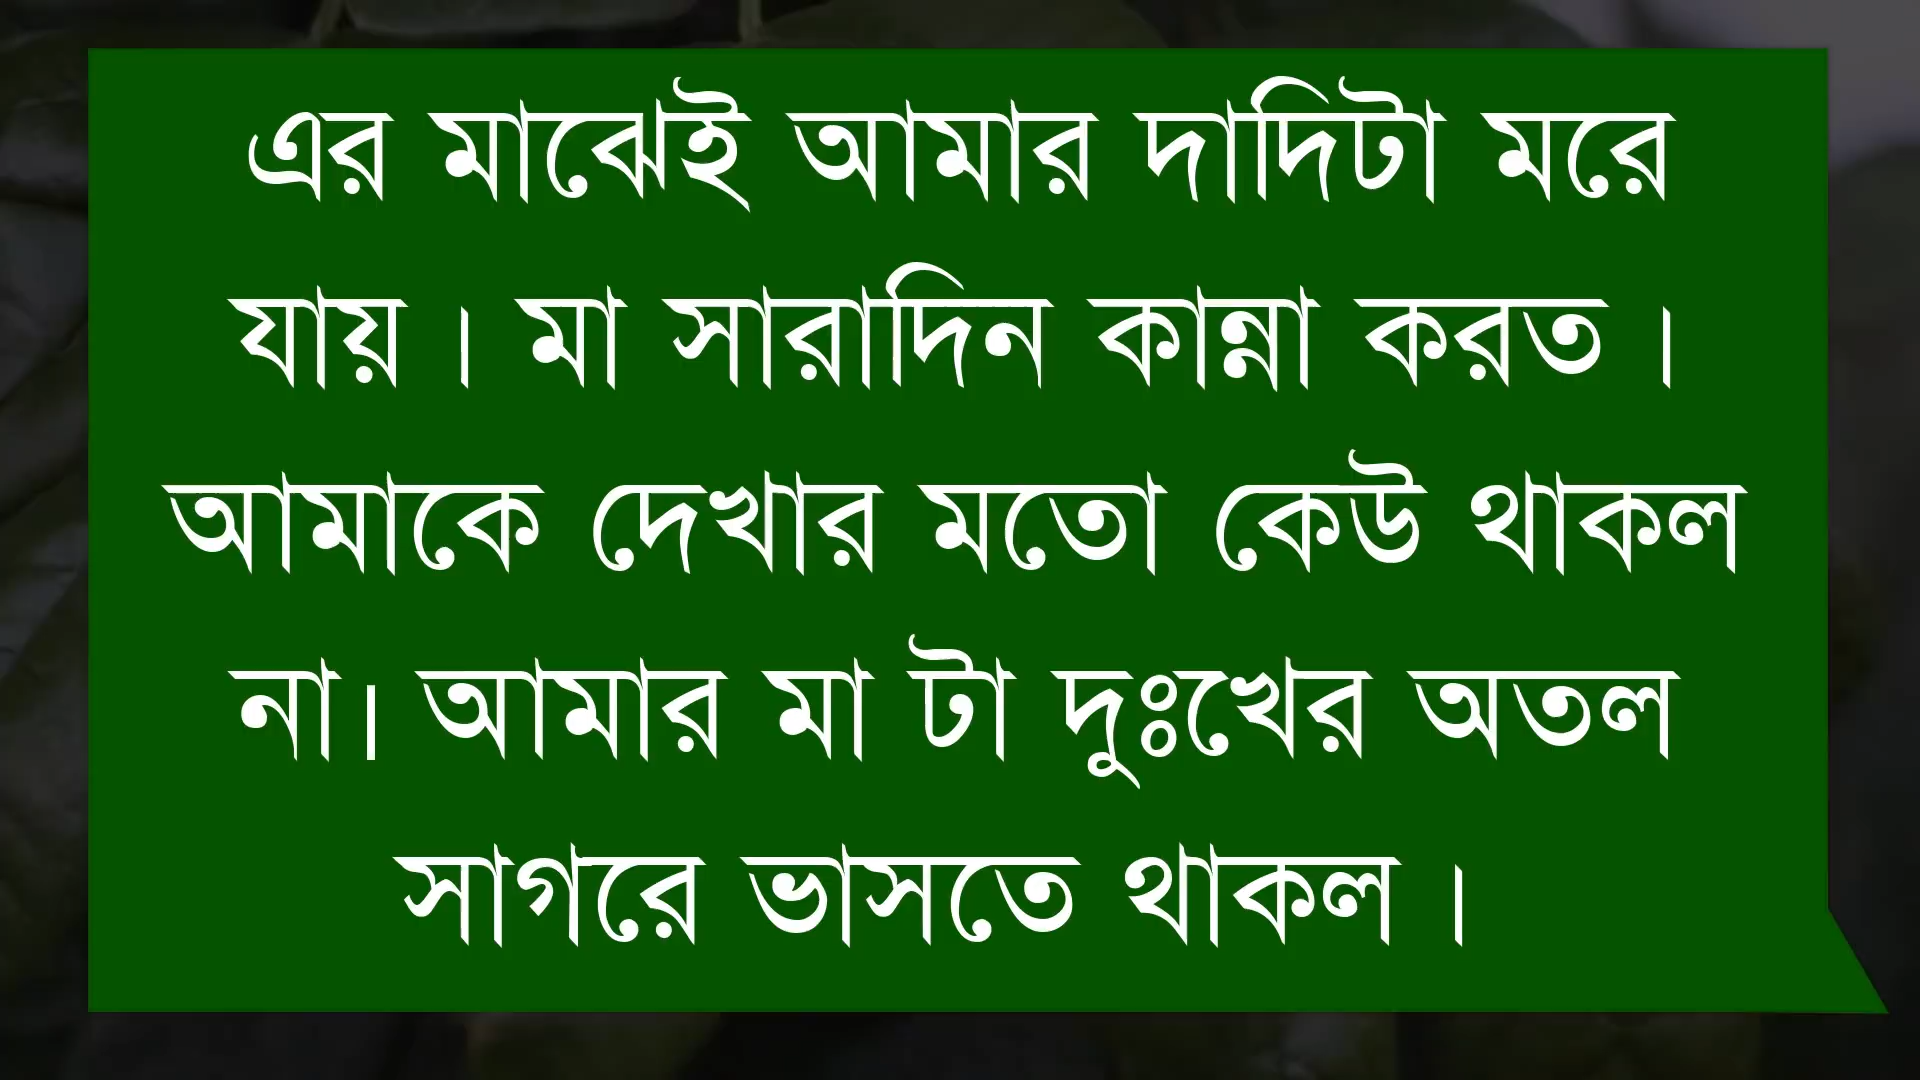 এর মাঝেই আমার দাদিটা মরে
যায় । মা সারাদিন কান্না করত ।
আমাকে দেখার মতো কেউ থাকল
না। আমার মা টা দুঃখের অতল
সাগরে ভাসতে থাকল ।